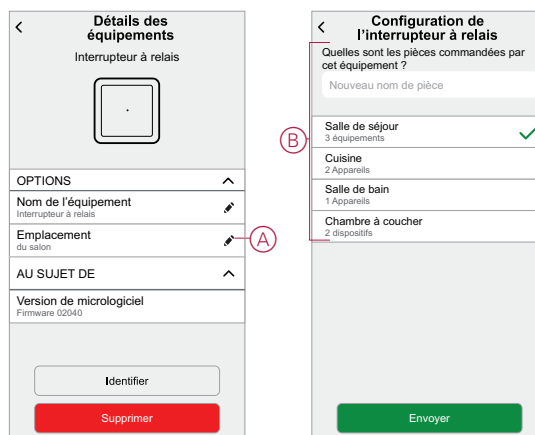 Détails des
équipements
Interrupteur à relais
OPTIONS
Nom de l'équipement
Interrupteur à relais
Emplacement
du salon
A
AU SUJET DE
Version de micrologiciel
Firmware 02040
Identifier
Supprimer
Configuration de
l'interrupteur à relais
Quelles sont les pièces commandées par
cet équipement ?
Nouveau nom de pièce
B
Salle de séjour
3 équipements
Cuisine
2 Appareils
Salle de bain
1 Appareils
Chambre à coucher
2 dispositifs
Envoyer